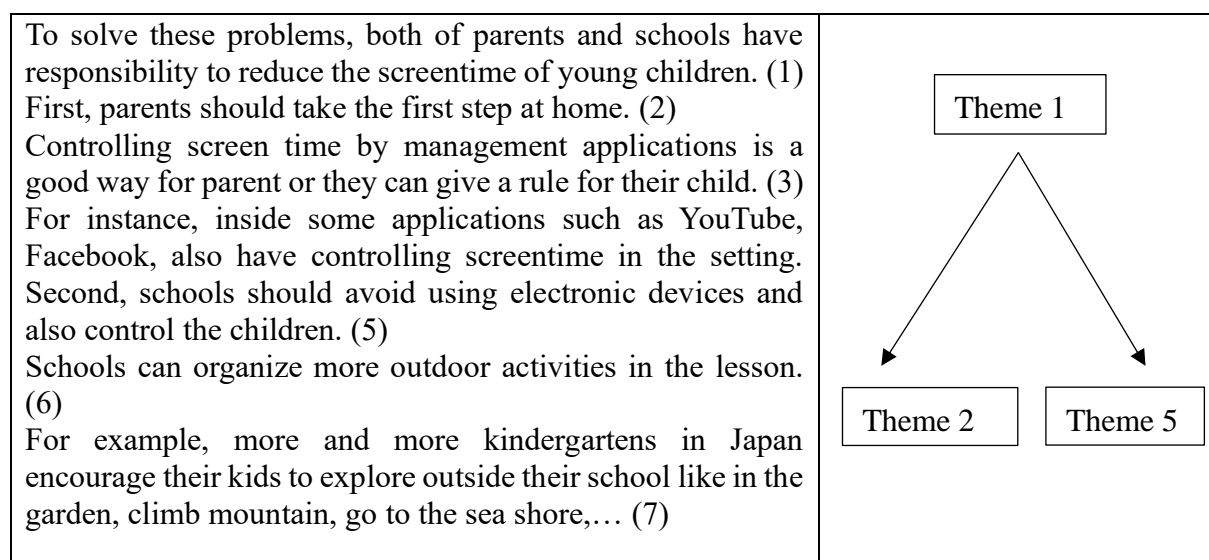 To solve these problems, both of parents and schools have
responsibility to reduce the screentime of young children. (1)
First, parents should take the first step at home. (2)
Controlling screen time by management applications is a
good way for parent or they can give a rule for their child. (3)
For instance, inside some applications such as YouTube,
Facebook, also have controlling screentime in the setting.
Second, schools should avoid using electronic devices and
also control the children. (5)
Schools can organize more outdoor activities in the lesson.
(6)
For example, more and more kindergartens in Japan
encourage their kids to explore outside their school like in the
garden, climb mountain, go to the sea shore,… (7)
Theme 1
Theme 2
Theme 5